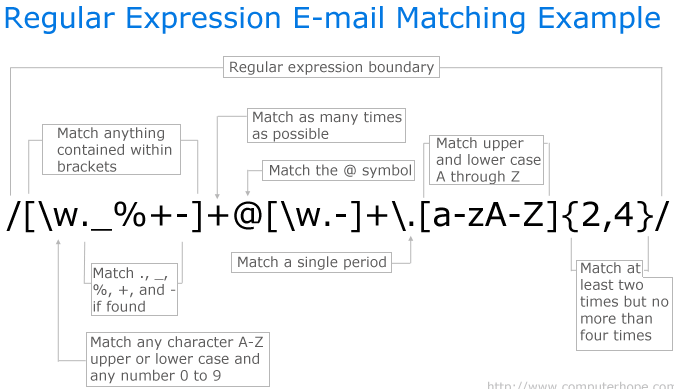 Regular Expression E-mail Matching Example
Regular expression boundary
Match as many times
as possible
Match anything
contained within
brackets
Match upper
and lower case
A through Z
Match the @ symbol
/[\w._%+-]+@[\w.-]+\.[a-zA-Z]{2,4}/
Match a single period
Match ., _,
%, +, and -
if found
Match at
least two
times but no
more than
four times
Match any character A-Z
upper or lower case and
any number 0 to 9
http://www.computerhope.com